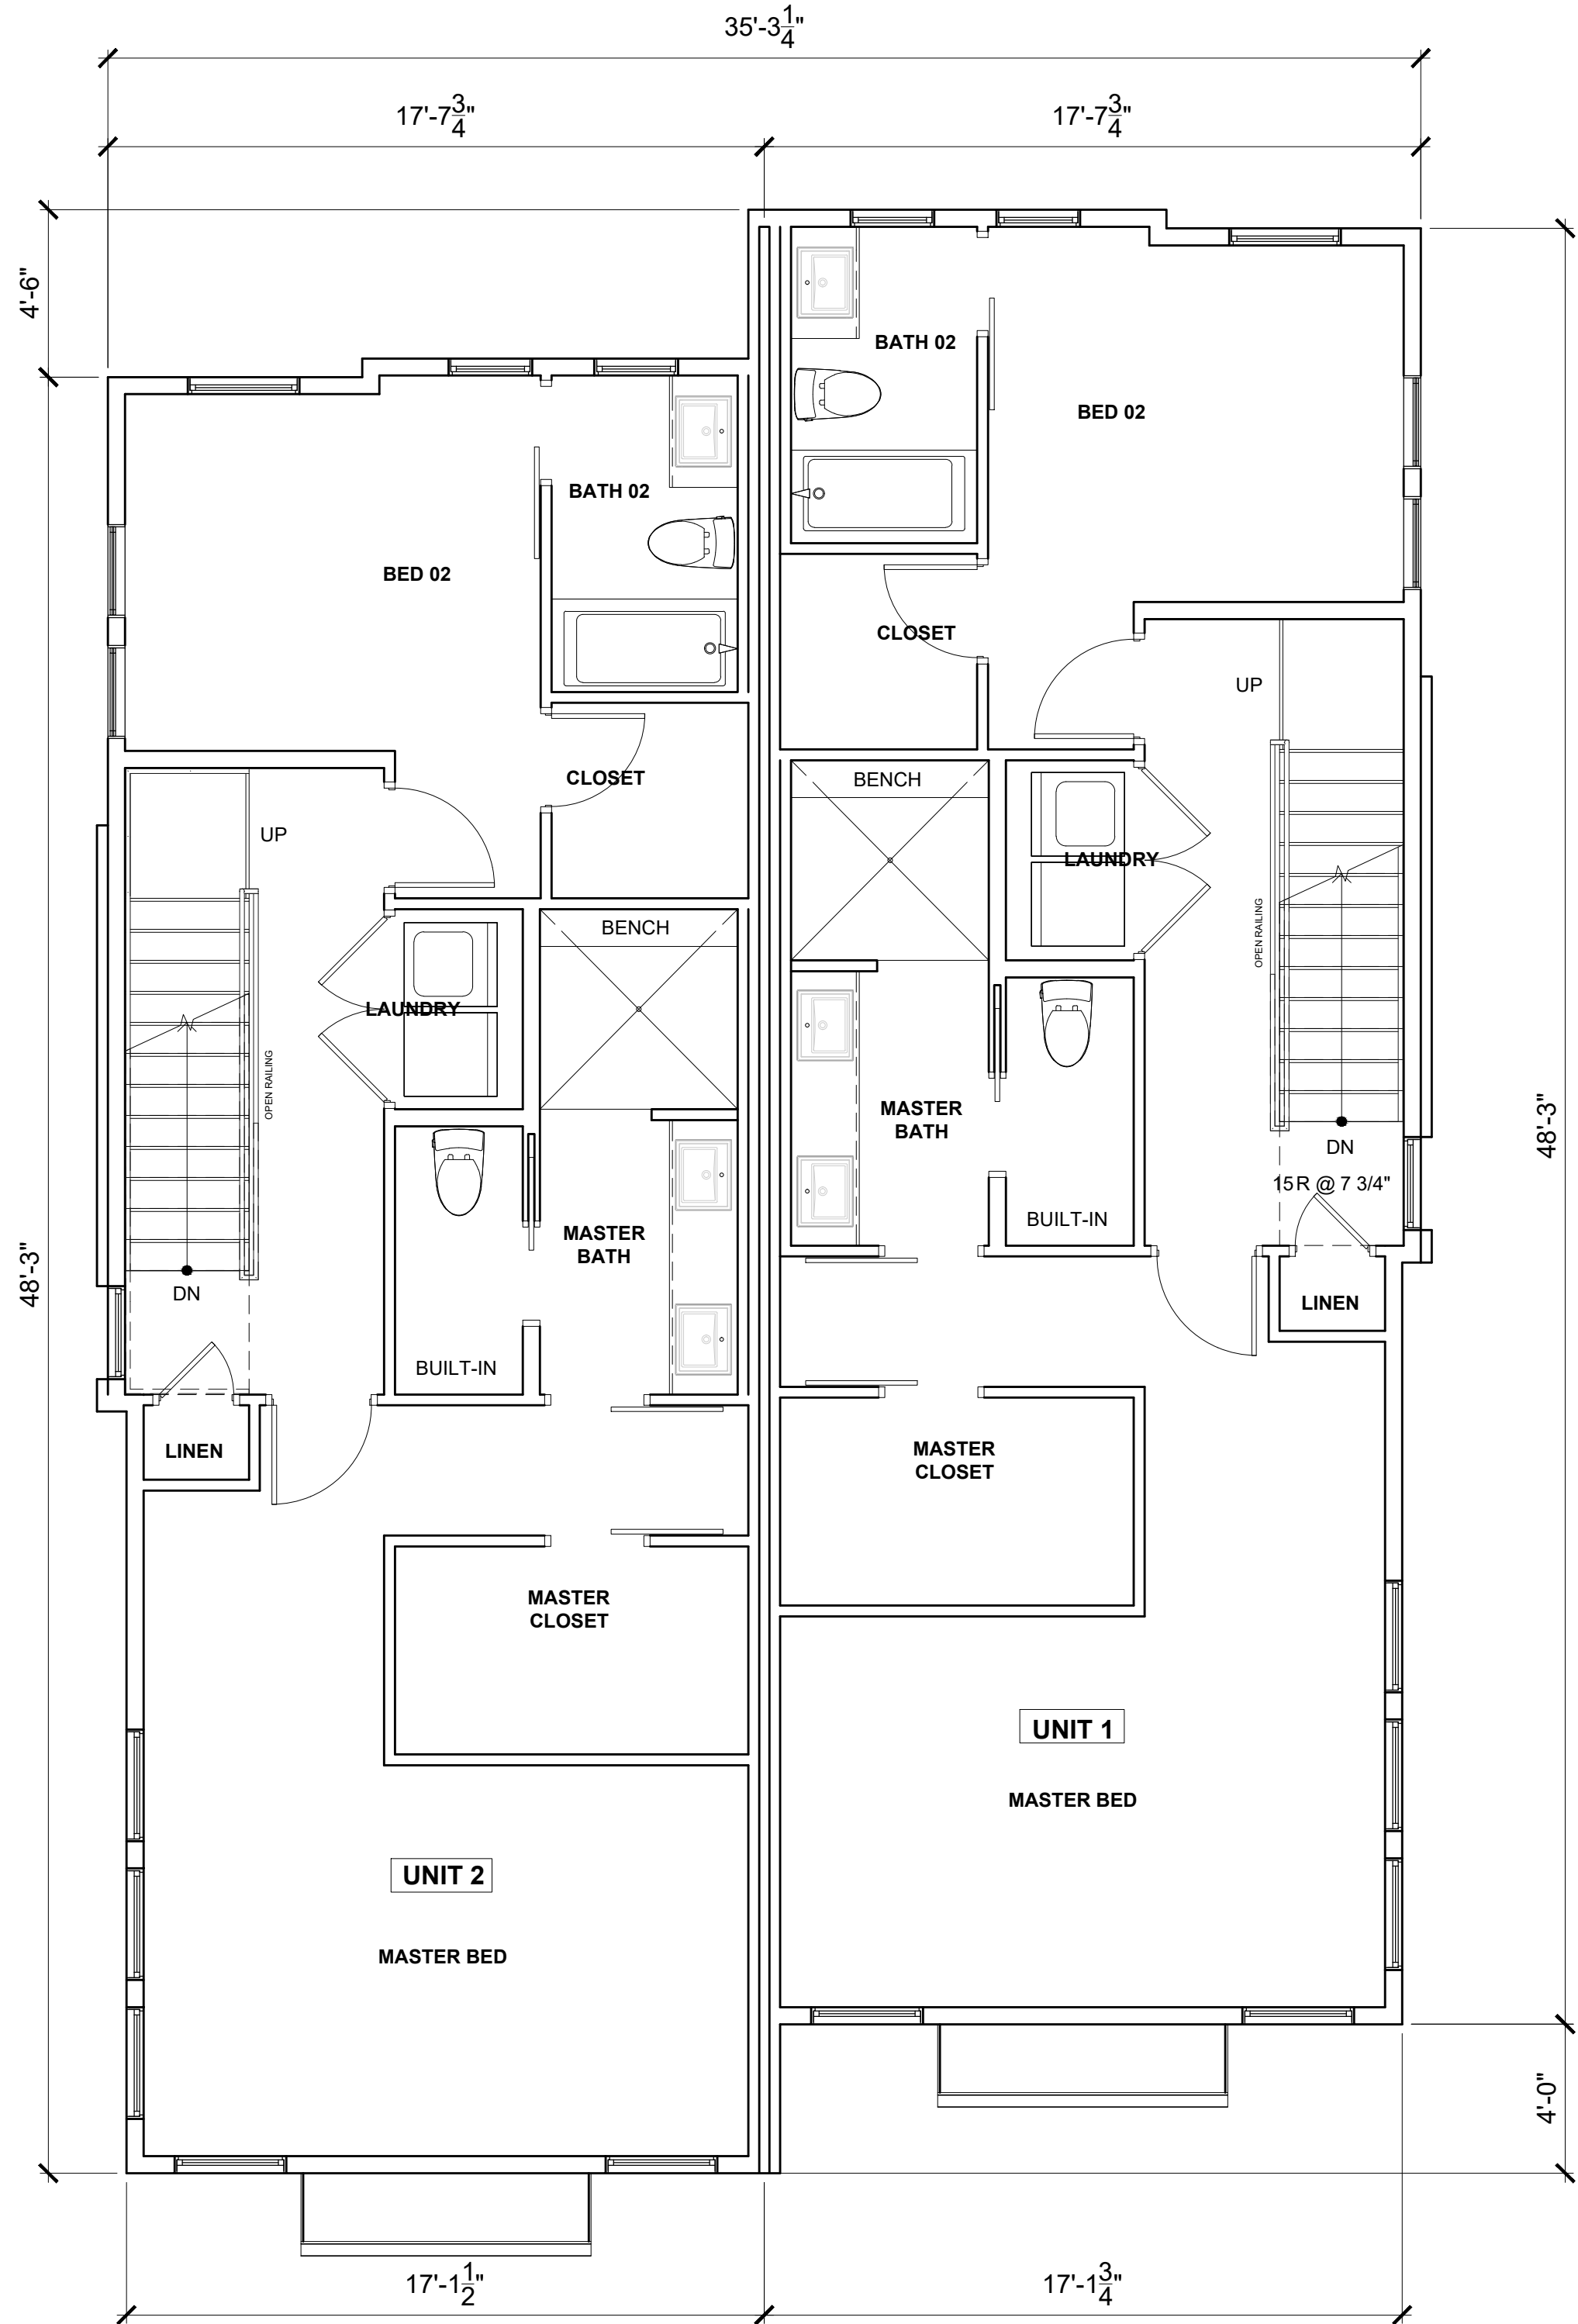 35'-3 1/4"
17'-7 3/4"
17'-7 3/4"
4'-6"
BATH 02
BED 02
BATH 02
BED 02
CLOSET
UP
CLOSET
BENCH
UP
LAUNDRY
OPEN RAILING
BENCH
LAUNDRY
OPEN RAILING
MASTER
BATH
48'-3"
DN
15 R @ 7 3/4"
BUILT-IN
MASTER
BATH
48'-3"
DN
LINEN
BUILT-IN
LINEN
MASTER
CLOSET
MASTER
CLOSET
UNIT 1
MASTER BED
UNIT 2
MASTER BED
4'-0"
17'-1 1/2"
17'-1 3/4"